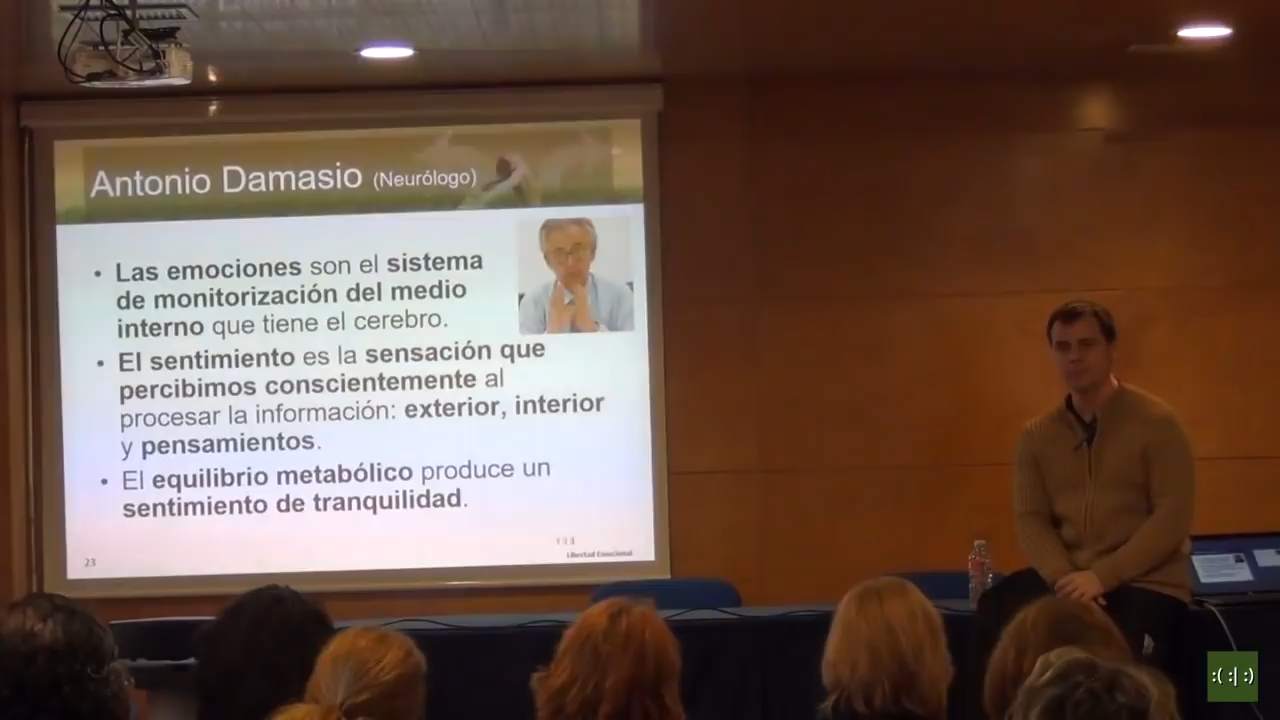 Antonio Damasio (Neurólogo)
• Las emociones son el sistema
de monitorización del medio
interno que tiene el cerebro.
• El sentimiento es la sensación que
percibimos conscientemente al
procesar la información: exterior, interior
y pensamientos.
• El equilibrio metabólico produce un
sentimiento de tranquilidad.
23
Libertad Emocional
:( :| :)